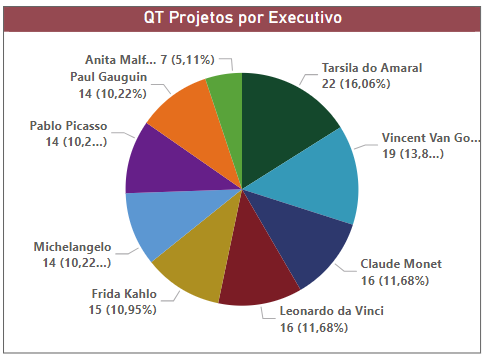 QT Projetos por Executivo
Anita Malf... 7 (5,11%)
Paul Gauguin
14 (10,22%)
Pablo Picasso
14 (10,2...)
Michelangelo
14 (10,22...)
Frida Kahlo
15 (10,95%)
Leonardo da Vinci
16 (11,68%)
Claude Monet
16 (11,68%)
Vincent Van Go...
19 (13,8...)
Tarsila do Amaral
22 (16,06%)